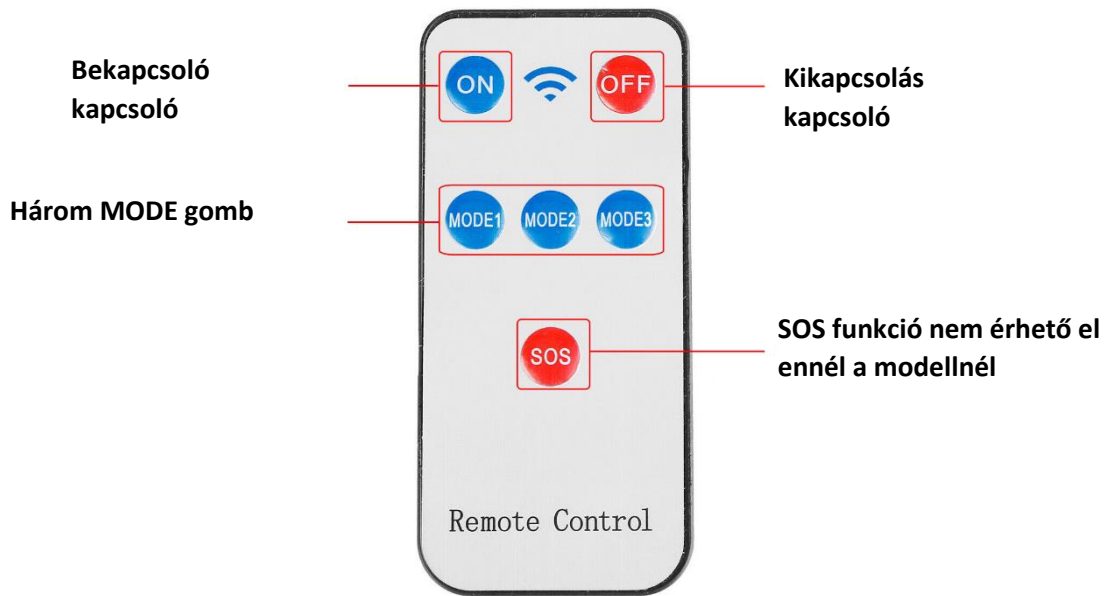 Bekapcsoló
kapcsoló
ON
OFF
Kikapcsolás
kapcsoló
Három MODE gomb
MODE1 MODE2 MODE3
SOS
SOS funkció nem érhető el
ennél a modellnél
Remote Control